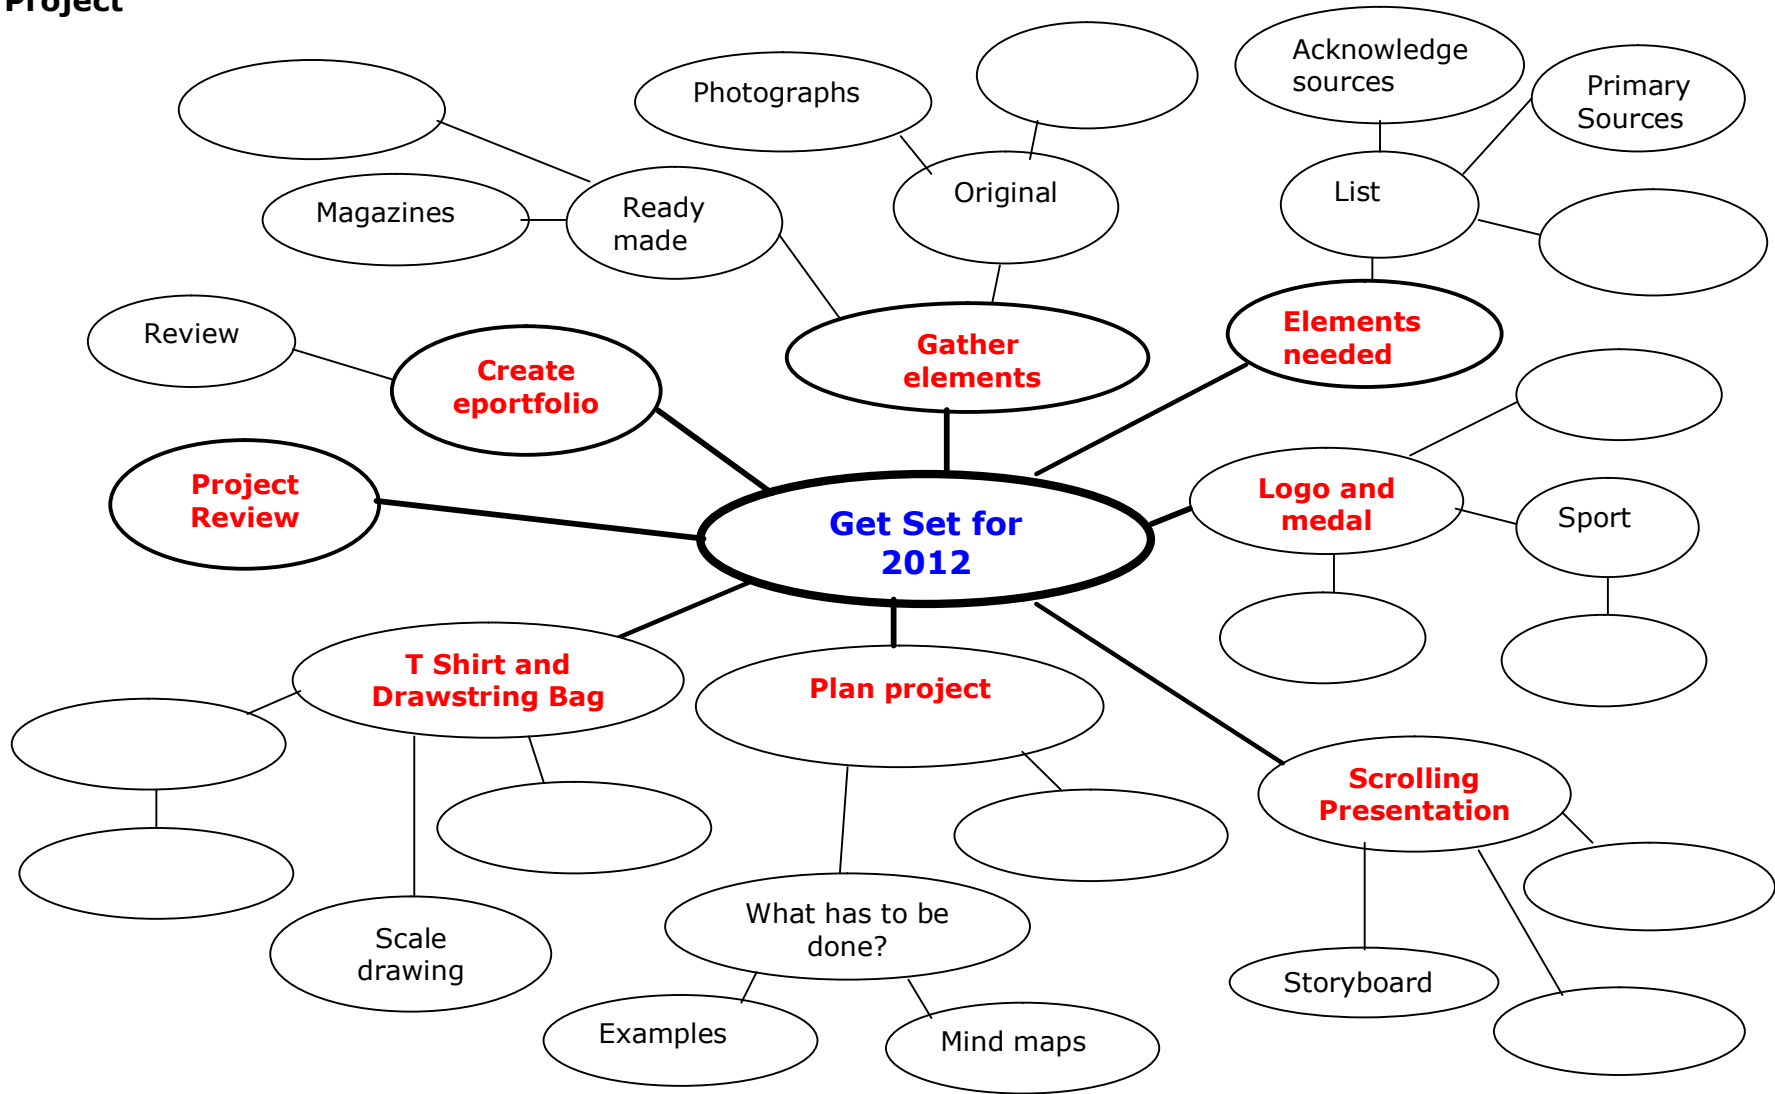 Project
Acknowledge
sources
Photographs
Primary
Sources
Magazines
Ready
made
Original
List
Review
Create
eportfolio
Gather
elements
Elements
needed
Project
Review
Get Set for
2012
Logo and
medal
Sport
T Shirt and
Drawstring Bag
Plan project
Scrolling
Presentation
Scale
drawing
What has to be
done?
Storyboard
Examples
Mind maps